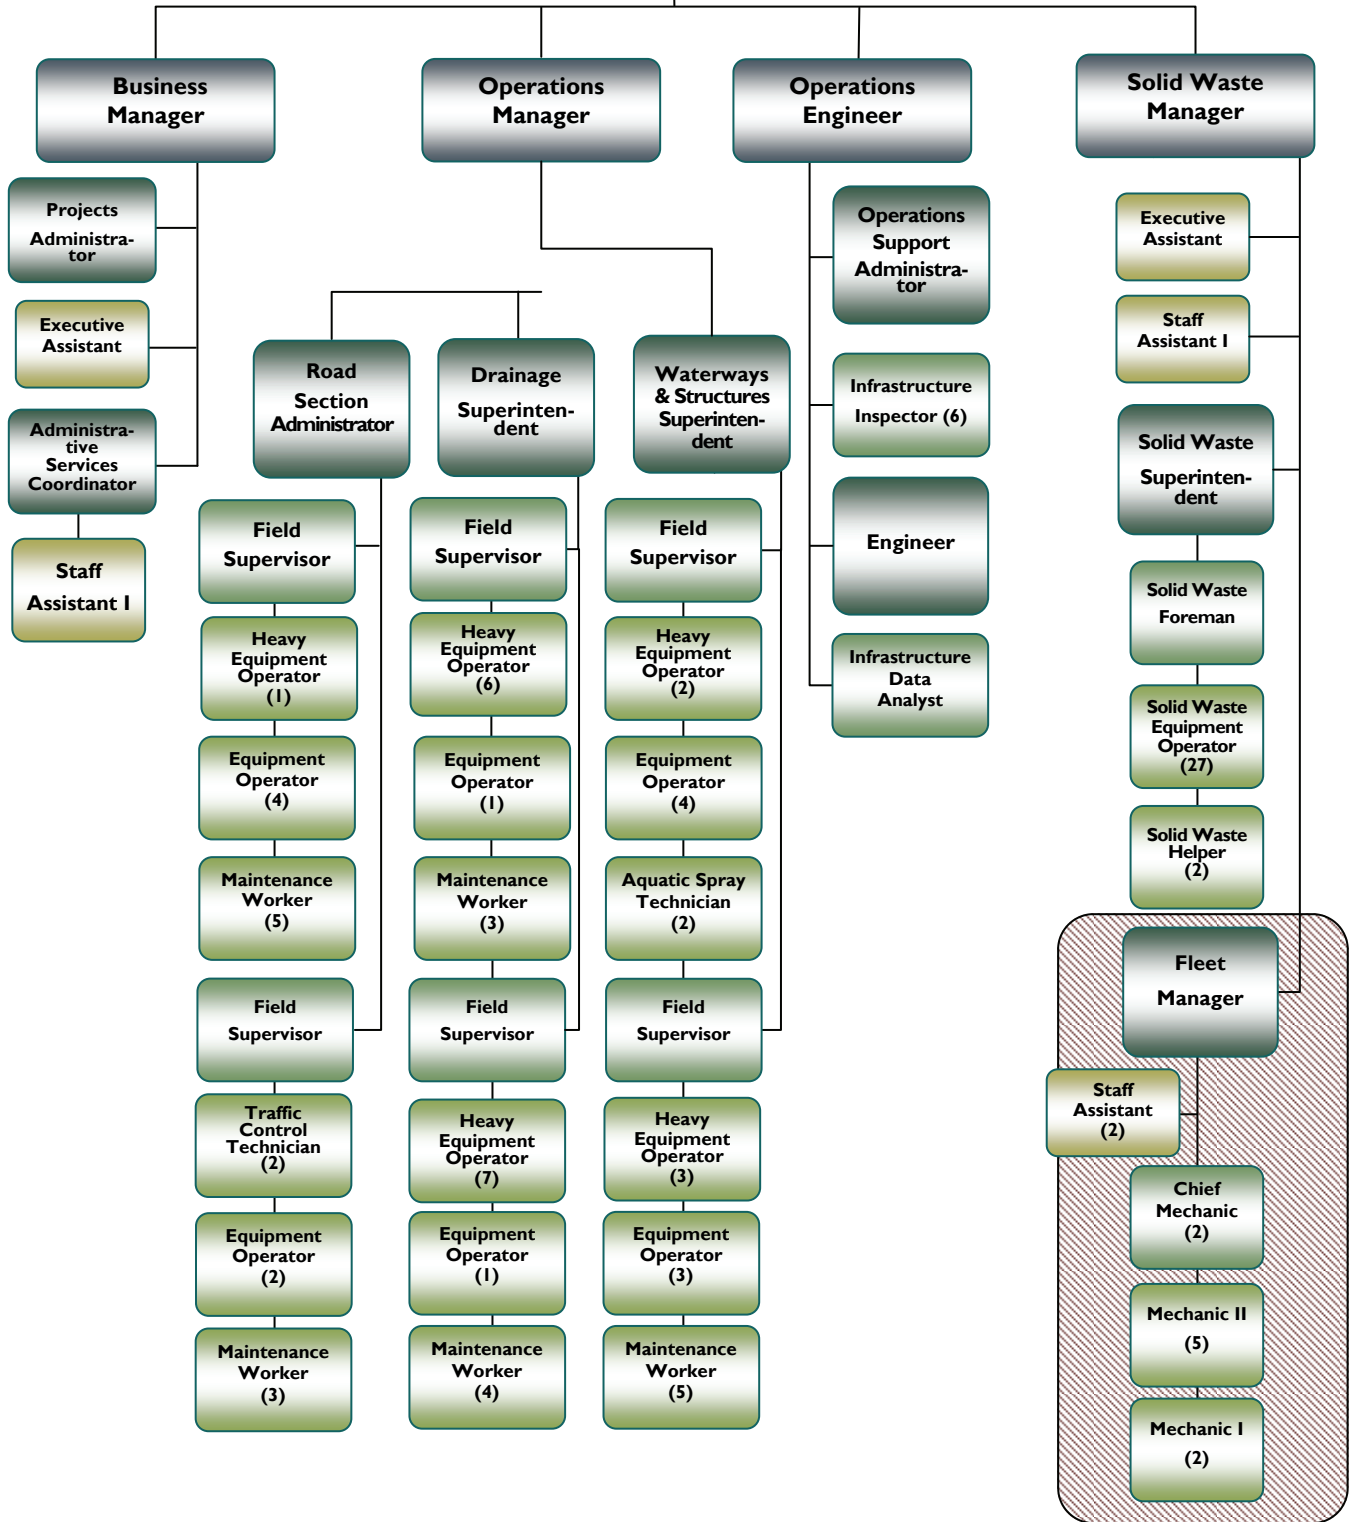 Business
Manager
Operations
Manager
Operations
Engineer
Solid Waste
Manager
Projects
Administra-
tor
Executive
Assistant
Administra-
tive
Services
Coordinator
Staff
Assistant I
Road
Section
Administrator
Field
Supervisor
Heavy
Equipment
Operator
(1)
Equipment
Operator
(4)
Maintenance
Worker
(5)
Field
Supervisor
Traffic
Control
Technician
(2)
Equipment
Operator
(2)
Maintenance
Worker
(3)
Drainage
Superinten-
dent
Field
Supervisor
Heavy
Equipment
Operator
(6)
Equipment
Operator
(1)
Maintenance
Worker
(3)
Field
Supervisor
Heavy
Equipment
Operator
(7)
Equipment
Operator
(1)
Maintenance
Worker
(4)
Waterways
& Structures
Superinten-
dent
Field
Supervisor
Heavy
Equipment
Operator
(2)
Equipment
Operator
(4)
Aquatic Spray
Technician
(2)
Field
Supervisor
Heavy
Equipment
Operator
(3)
Equipment
Operator
(3)
Maintenance
Worker
(5)
Operations
Support
Administra-
tor
Infrastructure
Inspector (6)
Engineer
Infrastructure
Data
Analyst
Executive
Assistant
Staff
Assistant I
Solid Waste
Superinten-
dent
Solid Waste
Foreman
Solid Waste
Equipment
Operator
(27)
Solid Waste
Helper
(2)
Fleet
Manager
Staff
Assistant
(2)
Chief
Mechanic
(2)
Mechanic II
(5)
Mechanic I
(2)